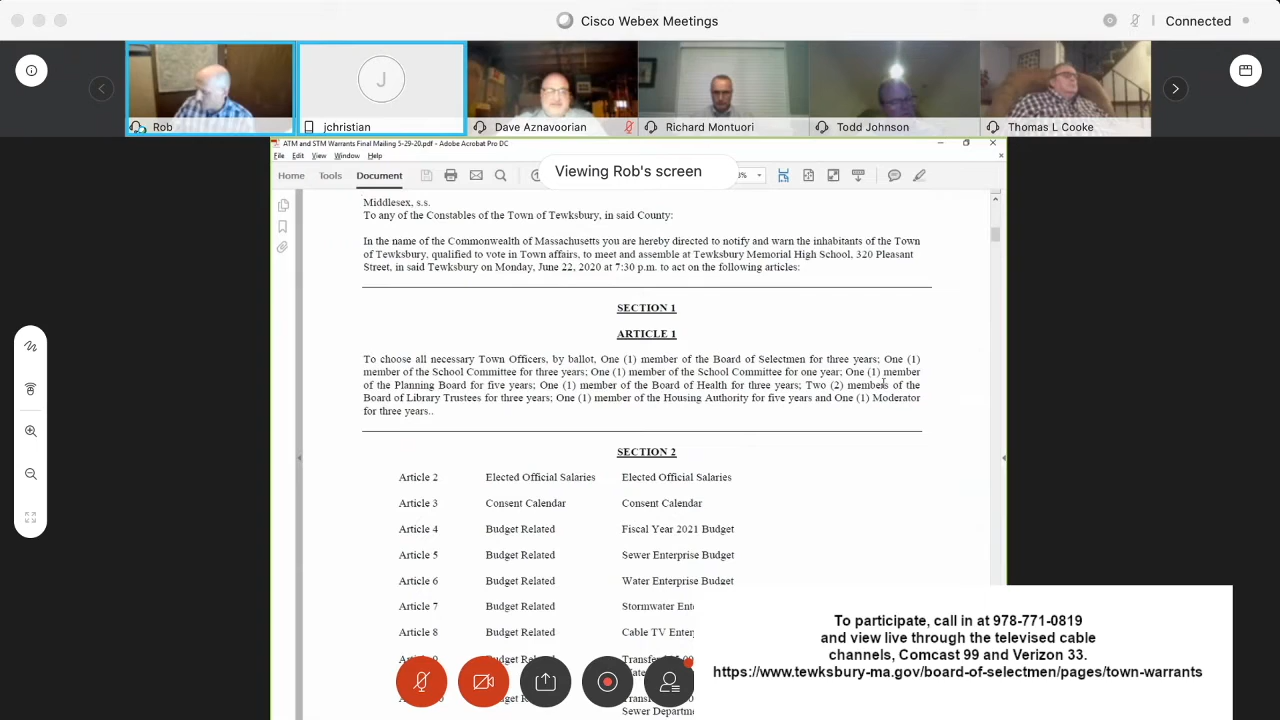 Cisco Webex Meetings
Connected
J
Rob
jchristian
Dave Aznavoorian
Richard Montuori
Todd Johnson
Thomas L Cooke
ATM and STM Warrants Final Mailing 5-29-20.pdf - Adobe Acrobat Pro DC
File Edit View Window Help
Viewing Rob's screen
Home Tools Document
Middlesex, s.s.
To any of the Constables of the Town of Tewksbury, in said County:
In the name of the Commonwealth of Massachusetts you are hereby directed to notify and warn the inhabitants of the Town
of Tewksbury, qualified to vote in Town affairs, to meet and assemble at Tewksbury Memorial High School, 320 Pleasant
Street, in said Tewksbury on Monday, June 22, 2020 at 7:30 p.m. to act on the following articles:
SECTION 1
ARTICLE 1
To choose all necessary Town Officers, by ballot, One (1) member of the Board of Selectmen for three years; One (1)
member of the School Committee for three years; One (1) member of the School Committee for one year; One (1) member
of the Planning Board for five years; One (1) member of the Board of Health for three years; Two (2) members of the
Board of Library Trustees for three years; One (1) member of the Housing Authority for five years and One (1) Moderator
for three years..
SECTION 2
Article 2 Elected Official Salaries Elected Official Salaries
Article 3 Consent Calendar Consent Calendar
Article 4 Budget Related Fiscal Year 2021 Budget
Article 5 Budget Related Sewer Enterprise Budget
Article 6 Budget Related Water Enterprise Budget
Article 7 Budget Related Stormwater Ent
Article 8 Budget Related Cable TV Enter
Sewer Departm
To participate, call in at 978-771-0819
and view live through the televised cable
channels, Comcast 99 and Verizon 33.
https://www.tewksbury-ma.gov/board-of-selectmen/pages/town-warrants